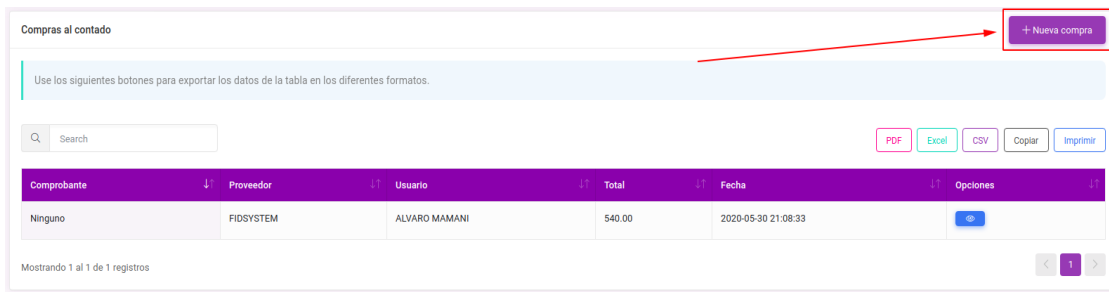 Compras al contado
+ Nueva compra
Use los siguientes botones para exportar los datos de la tabla en los diferentes formatos.
Search
PDF Excel CSV Copiar Imprimir
Comprobante Proveedor Usuario Total Fecha Opciones
Ninguno FIDSYSTEM ALVARO MAMANI 540.00 2020-05-30 21:08:33
Mostrando 1 al 1 de 1 registros
< 1 >